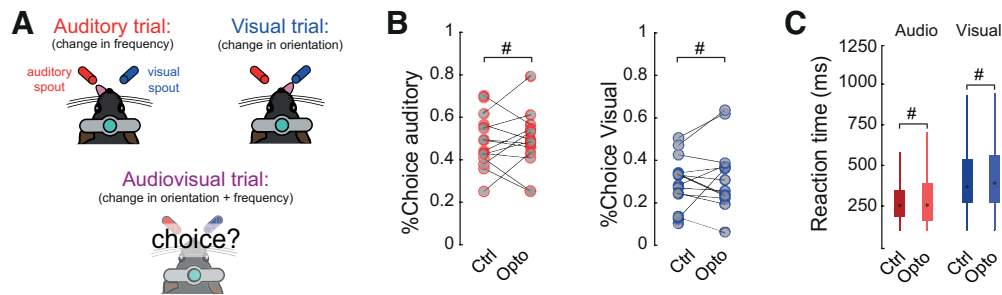 A
Auditory trial:
(change in frequency)
Visual trial:
(change in orientation)
auditory
spout
visual
spout
Audiovisual trial:
(change in orientation + frequency)
choice?
B
%Choice auditory
1
0.8
0.6
0.4
0.2
0
#
Ctrl
Opto
%Choice Visual
1
0.8
0.6
0.4
0.2
0
#
Ctrl
Opto
C
Audio
Visual
Reaction time (ms)
1250
1000
750
500
250
#
#
Ctrl
Opto
Ctrl
Opto